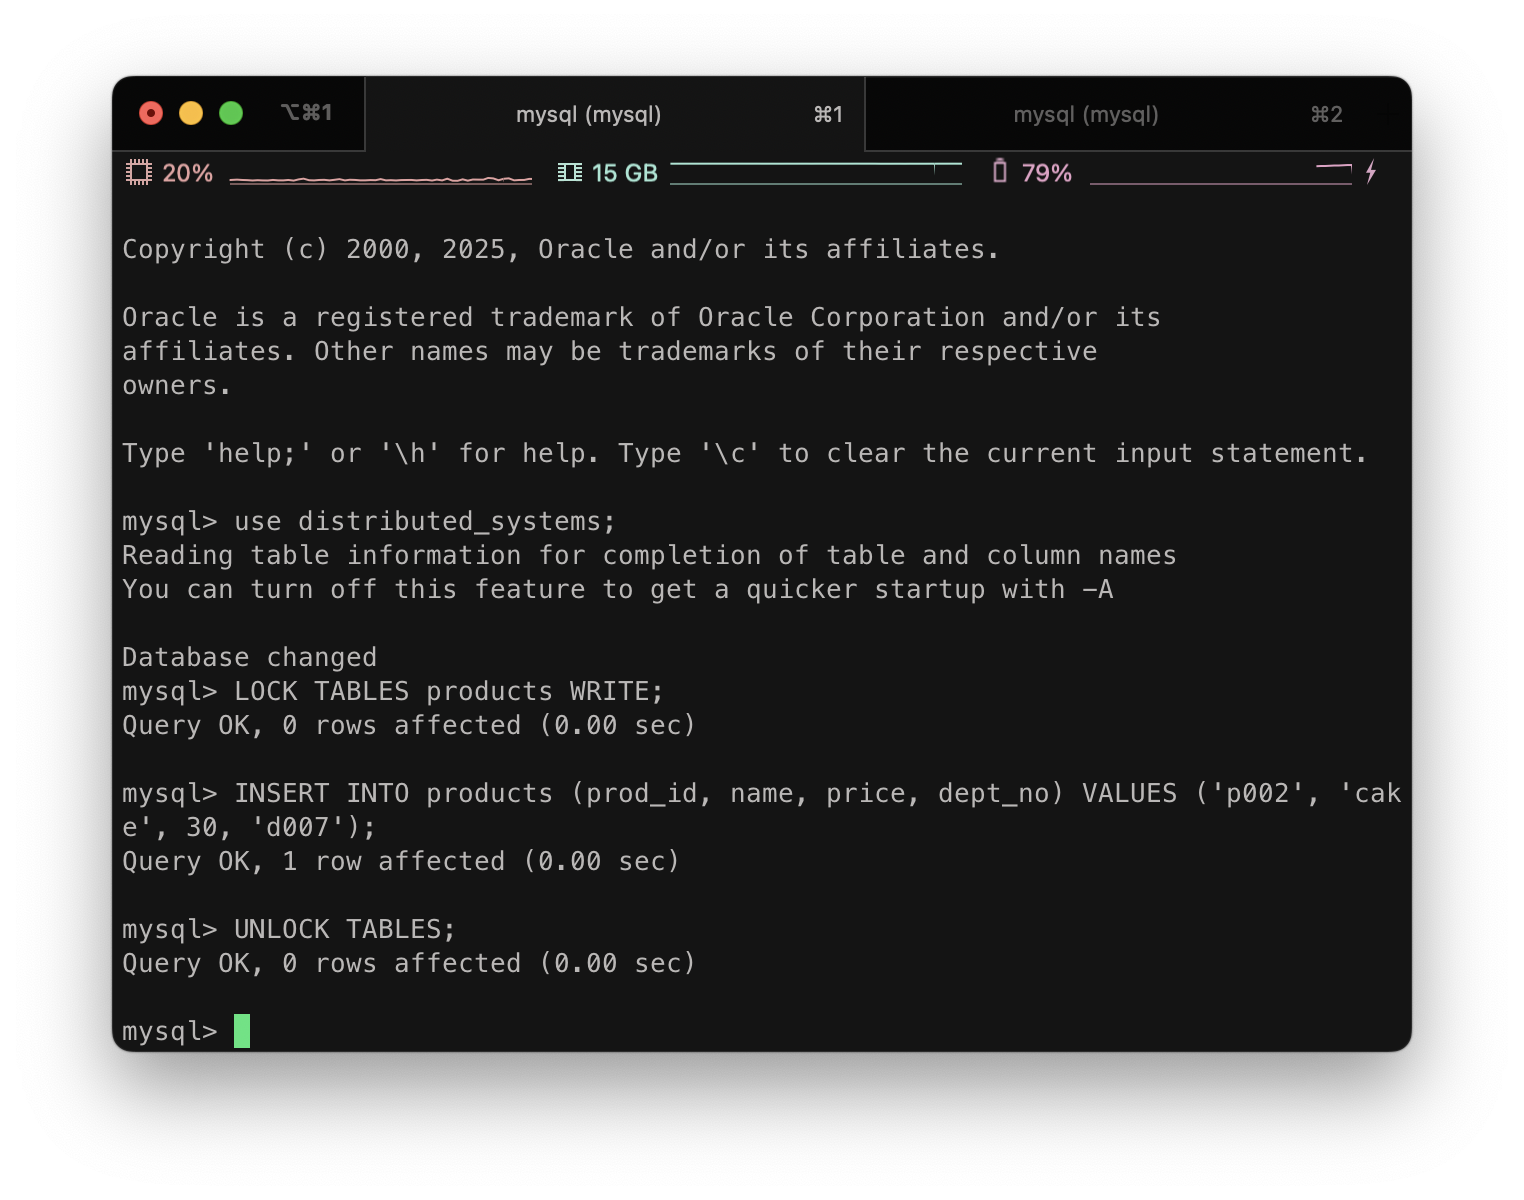 ⌥⌘1 mysql (mysql) ⌘1 mysql (mysql) ⌘2
20% 15 GB 79%
Copyright (c) 2000, 2025, Oracle and/or its affiliates.
Oracle is a registered trademark of Oracle Corporation and/or its
affiliates. Other names may be trademarks of their respective
owners.
Type 'help;' or '\h' for help. Type '\c' to clear the current input statement.
mysql> use distributed_systems;
Reading table information for completion of table and column names
You can turn off this feature to get a quicker startup with -A
Database changed
mysql> LOCK TABLES products WRITE;
Query OK, 0 rows affected (0.00 sec)
mysql> INSERT INTO products (prod_id, name, price, dept_no) VALUES ('p002', 'cak
e', 30, 'd007');
Query OK, 1 row affected (0.00 sec)
mysql> UNLOCK TABLES;
Query OK, 0 rows affected (0.00 sec)
mysql>